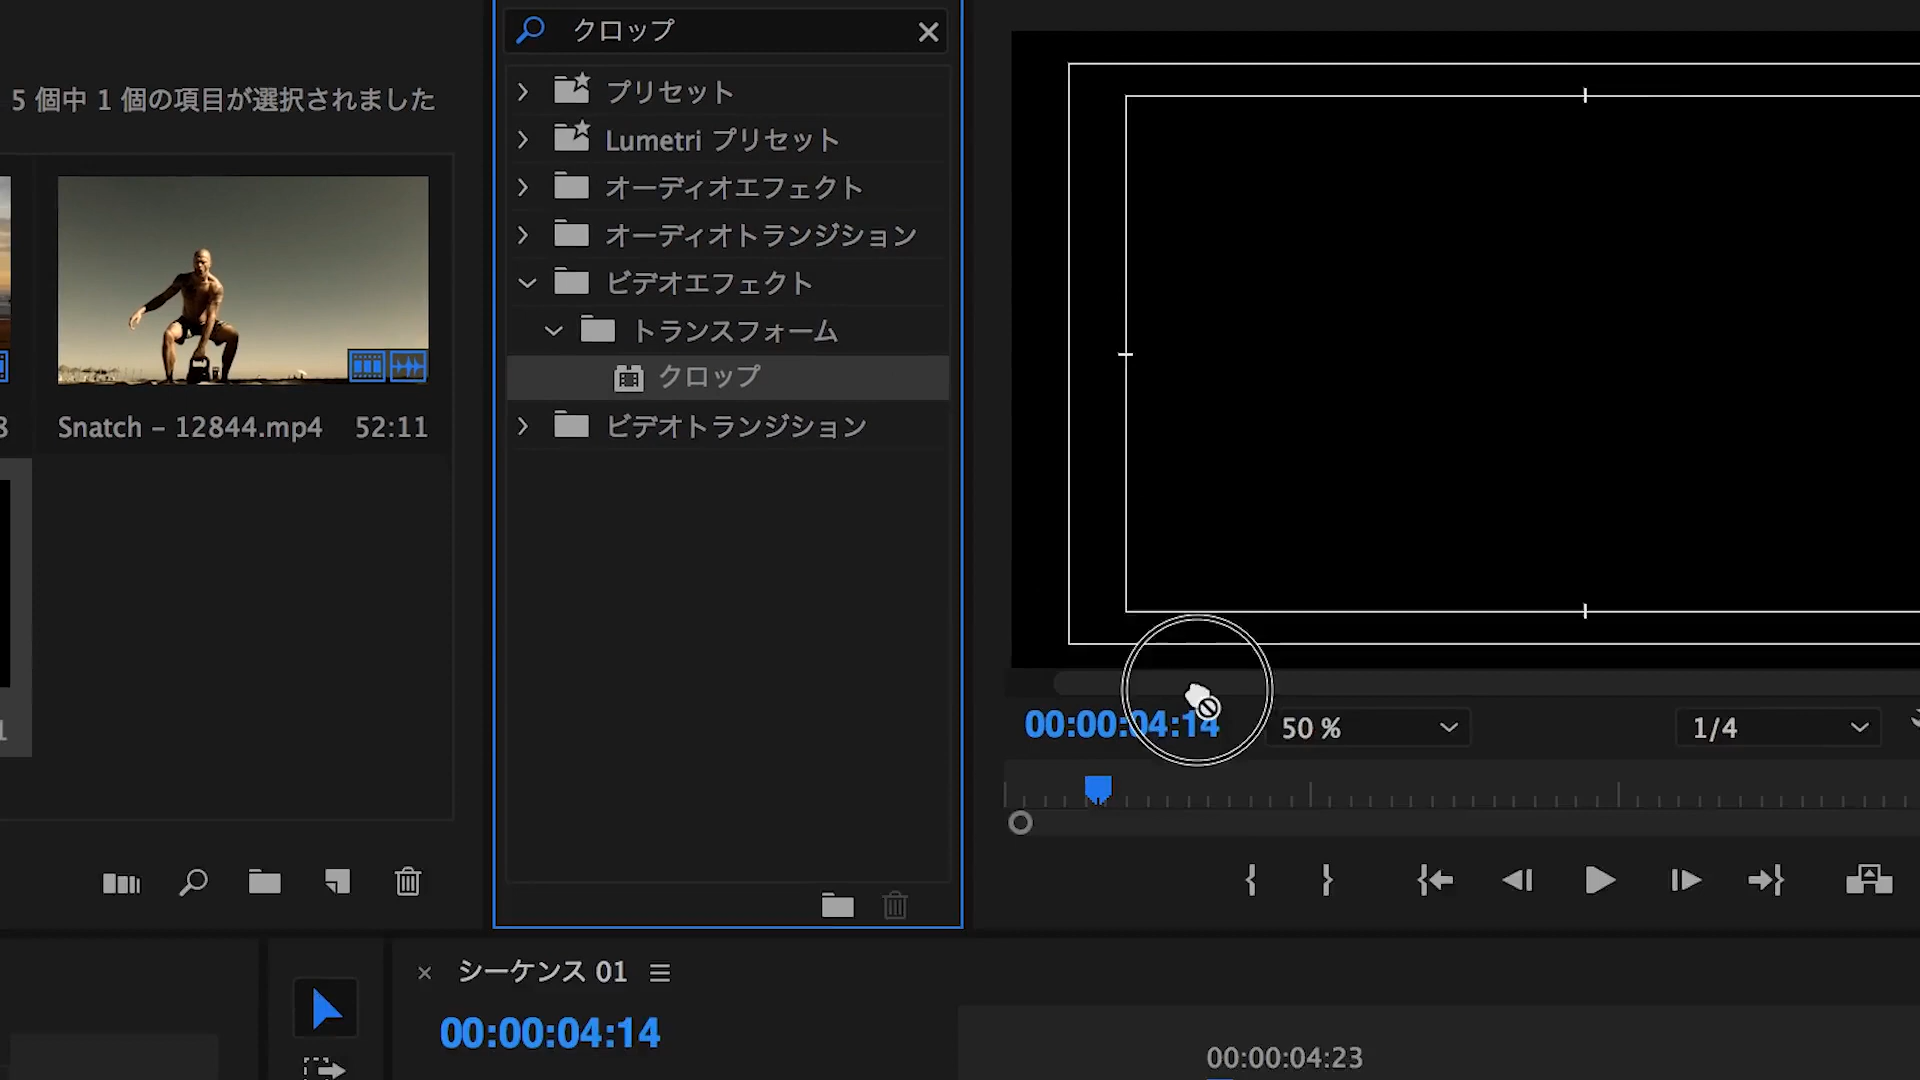 クロップ
5 個中 1 個の項目が選択されました
プリセット
Lumetri プリセット
オーディオエフェクト
オーディオトランジション
ビデオエフェクト
トランスフォーム
クロップ
ビデオトランジション
Snatch – 12844.mp4 52:11
00:00:04:14
50 %
1/4
シーケンス 01
00:00:04:14
00:00:04:23